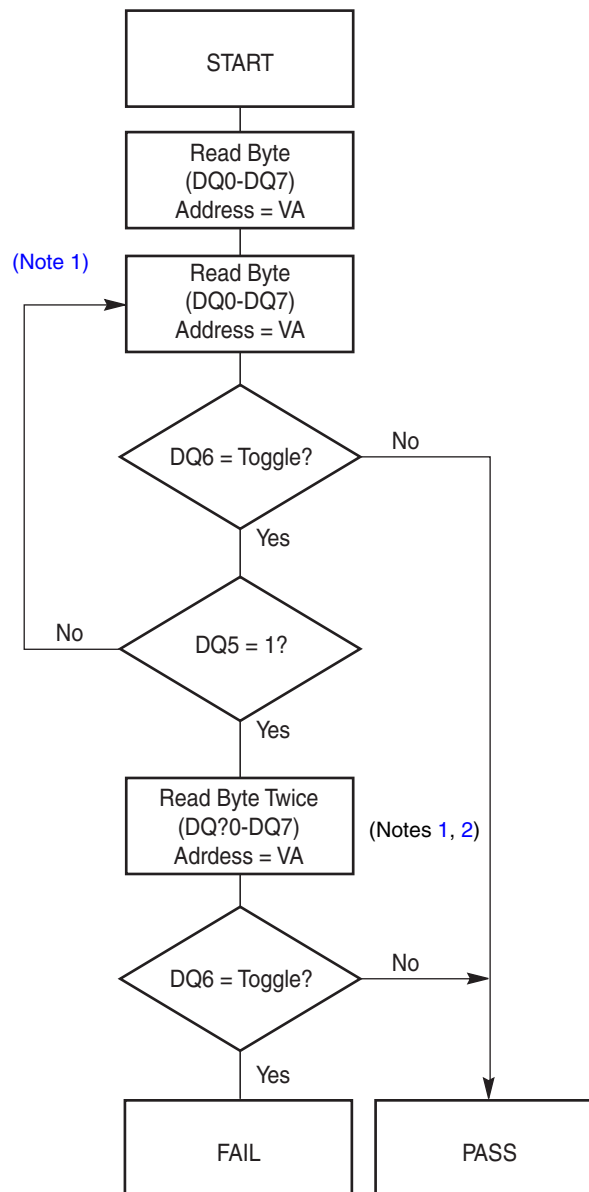 START
Read Byte
(DQ0-DQ7)
Address = VA
(Note 1)
Read Byte
(DQ0-DQ7)
Address = VA
DQ6 = Toggle?
No
Yes
No
DQ5 = 1?
Yes
Read Byte Twice
(DQ?0-DQ7)
Adrdess = VA
(Notes 1, 2)
DQ6 = Toggle?
No
Yes
FAIL
PASS